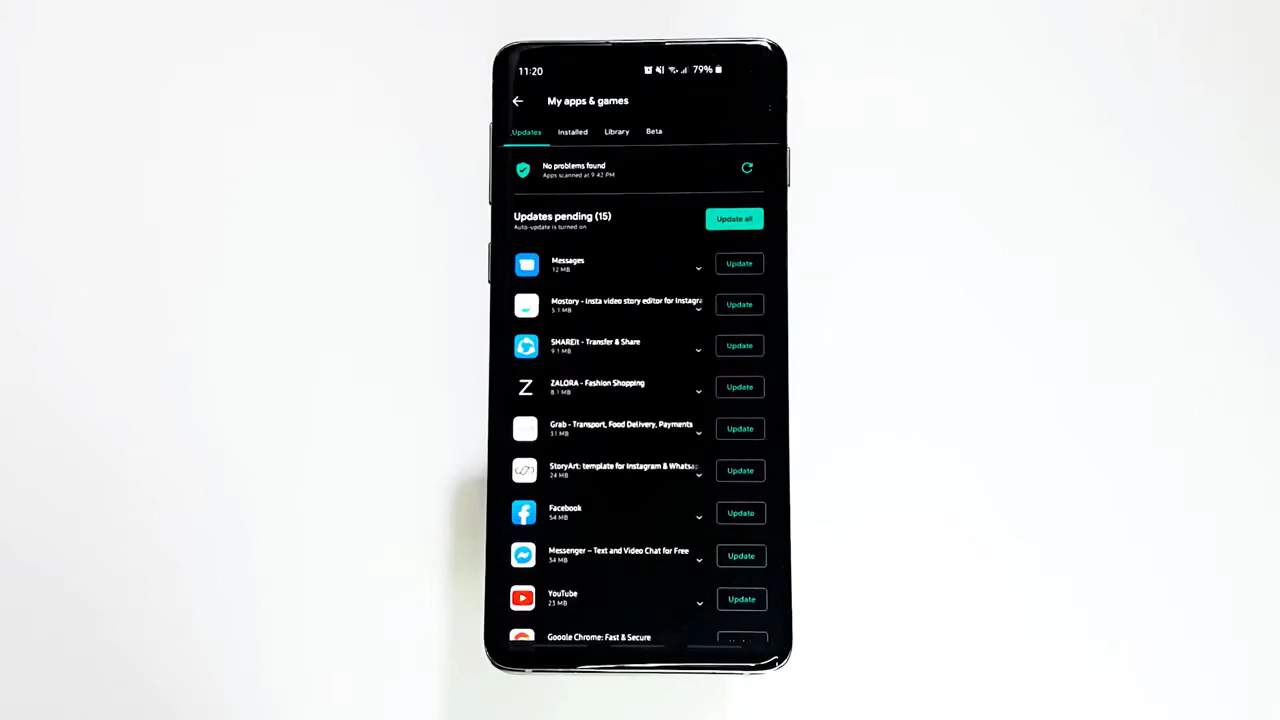 11:20
79%
My apps & games
Updates
Installed
Library
Beta
No problems found
Apps scanned at 9:42 PM
Updates pending (15)
Auto-update is turned on
Update all
Messages
12 MB
Update
Mostory - insta video story editor for Instagra
5.1 MB
Update
SHAREit - Transfer & Share
9.1 MB
Update
ZALORA - Fashion Shopping
8.1 MB
Update
Grab - Transport, Food Delivery, Payments
31 MB
Update
StoryArt: template for Instagram & Whatsa
24 MB
Update
Facebook
54 MB
Update
Messenger – Text and Video Chat for Free
34 MB
Update
YouTube
23 MB
Update
Google Chrome: Fast & Secure